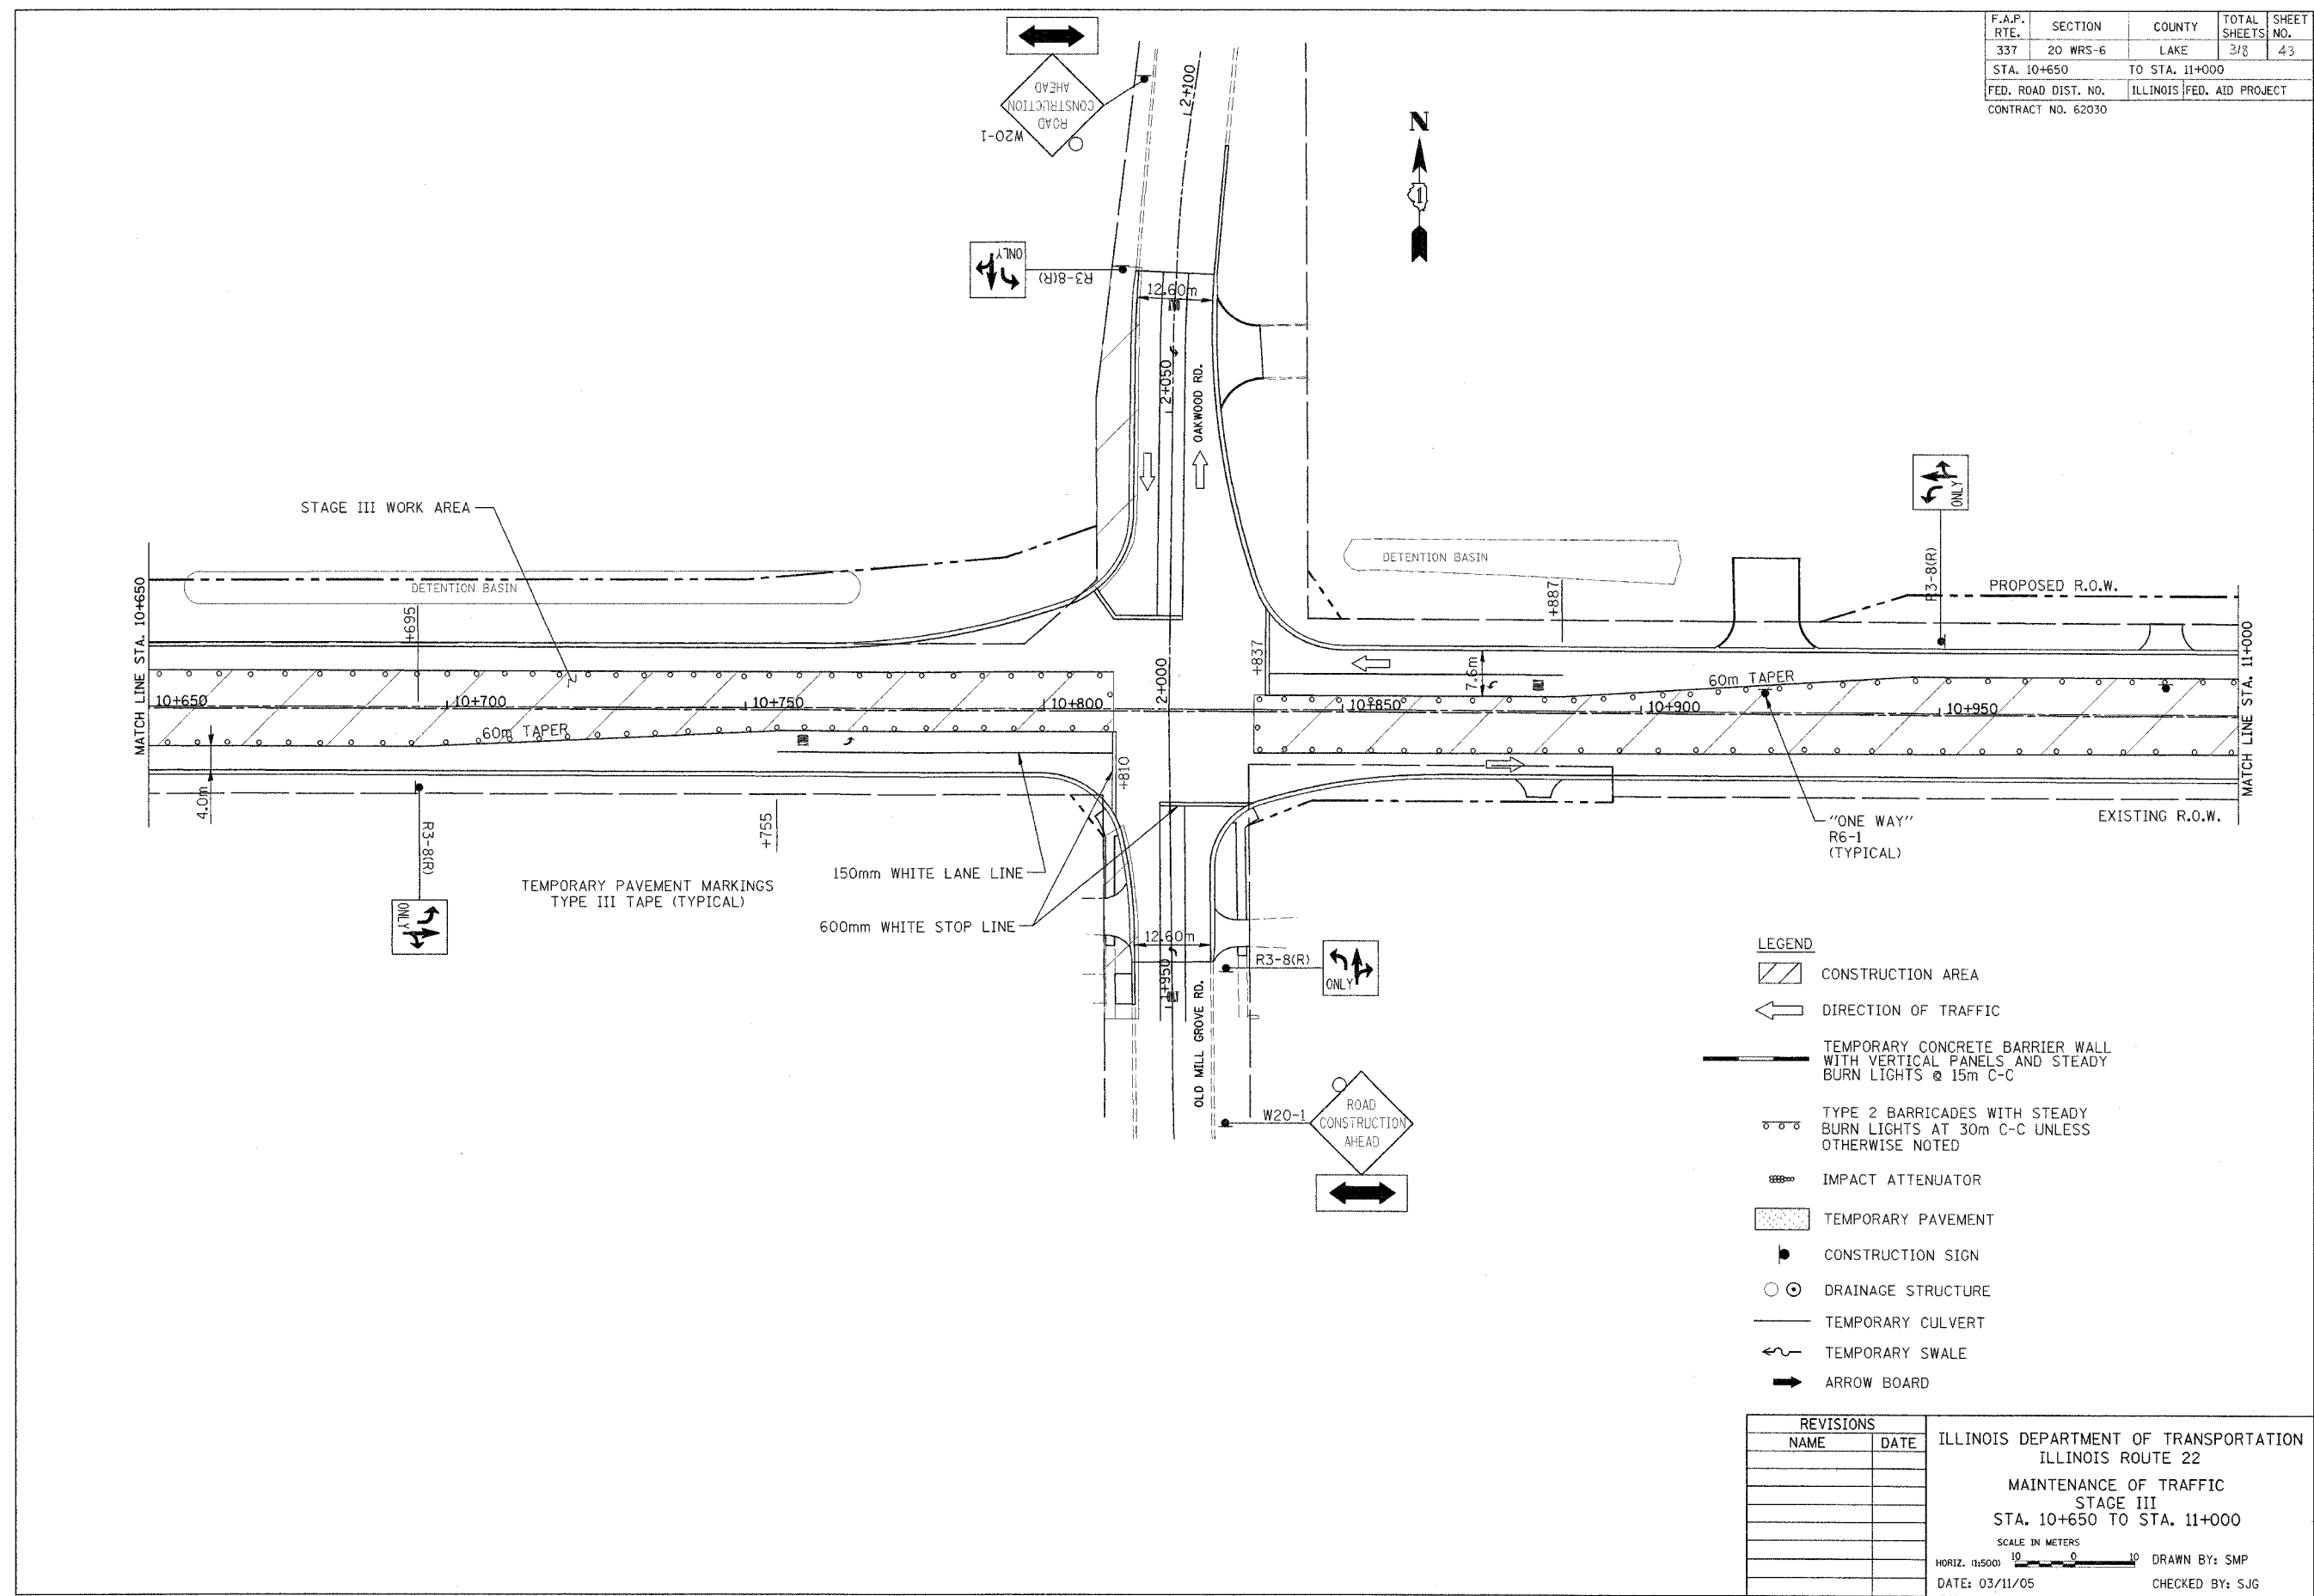 F.A.P. RTE. SECTION COUNTY TOTAL SHEETS SHEET NO.
337 20 WRS-6 LAKE 318 43
STA. 10+650 TO STA. 11+000
FED. ROAD DIST. NO. ILLINOIS FED. AID PROJECT
CONTRACT NO. 62030
ROAD
CONSTRUCTION
AHEAD
W20-1
L2+100
N
1
ONLY
R3-8(R)
12.60m
2+050
OAKWOOD RD.
STAGE III WORK AREA
DETENTION BASIN
DETENTION BASIN
ONLY
R3-8(R)
PROPOSED R.O.W.
MATCH LINE STA. 10+650
+695
+837
+887
7.6m
60m TAPER
MATCH LINE STA. 11+000
10+650
10+700
10+750
10+800
2+000
10+850
10+900
10+950
60m TAPER
4.0m
+810
+755
R3-8(R)
ONLY
"ONE WAY"
R6-1
(TYPICAL)
EXISTING R.O.W.
150mm WHITE LANE LINE
TEMPORARY PAVEMENT MARKINGS
TYPE III TAPE (TYPICAL)
600mm WHITE STOP LINE
12.60m
1+950
R3-8(R)
ONLY
OLD MILL GROVE RD.
W20-1
ROAD
CONSTRUCTION
AHEAD
LEGEND
CONSTRUCTION AREA
DIRECTION OF TRAFFIC
TEMPORARY CONCRETE BARRIER WALL
WITH VERTICAL PANELS AND STEADY
BURN LIGHTS @ 15m C-C
TYPE 2 BARRICADES WITH STEADY
BURN LIGHTS AT 30m C-C UNLESS
OTHERWISE NOTED
IMPACT ATTENUATOR
TEMPORARY PAVEMENT
CONSTRUCTION SIGN
DRAINAGE STRUCTURE
TEMPORARY CULVERT
TEMPORARY SWALE
ARROW BOARD
REVISIONS
NAME DATE
ILLINOIS DEPARTMENT OF TRANSPORTATION
ILLINOIS ROUTE 22
MAINTENANCE OF TRAFFIC
STAGE III
STA. 10+650 TO STA. 11+000
SCALE IN METERS
HORIZ. (1:500) 10 0 10
DRAWN BY: SMP
DATE: 03/11/05
CHECKED BY: SJG